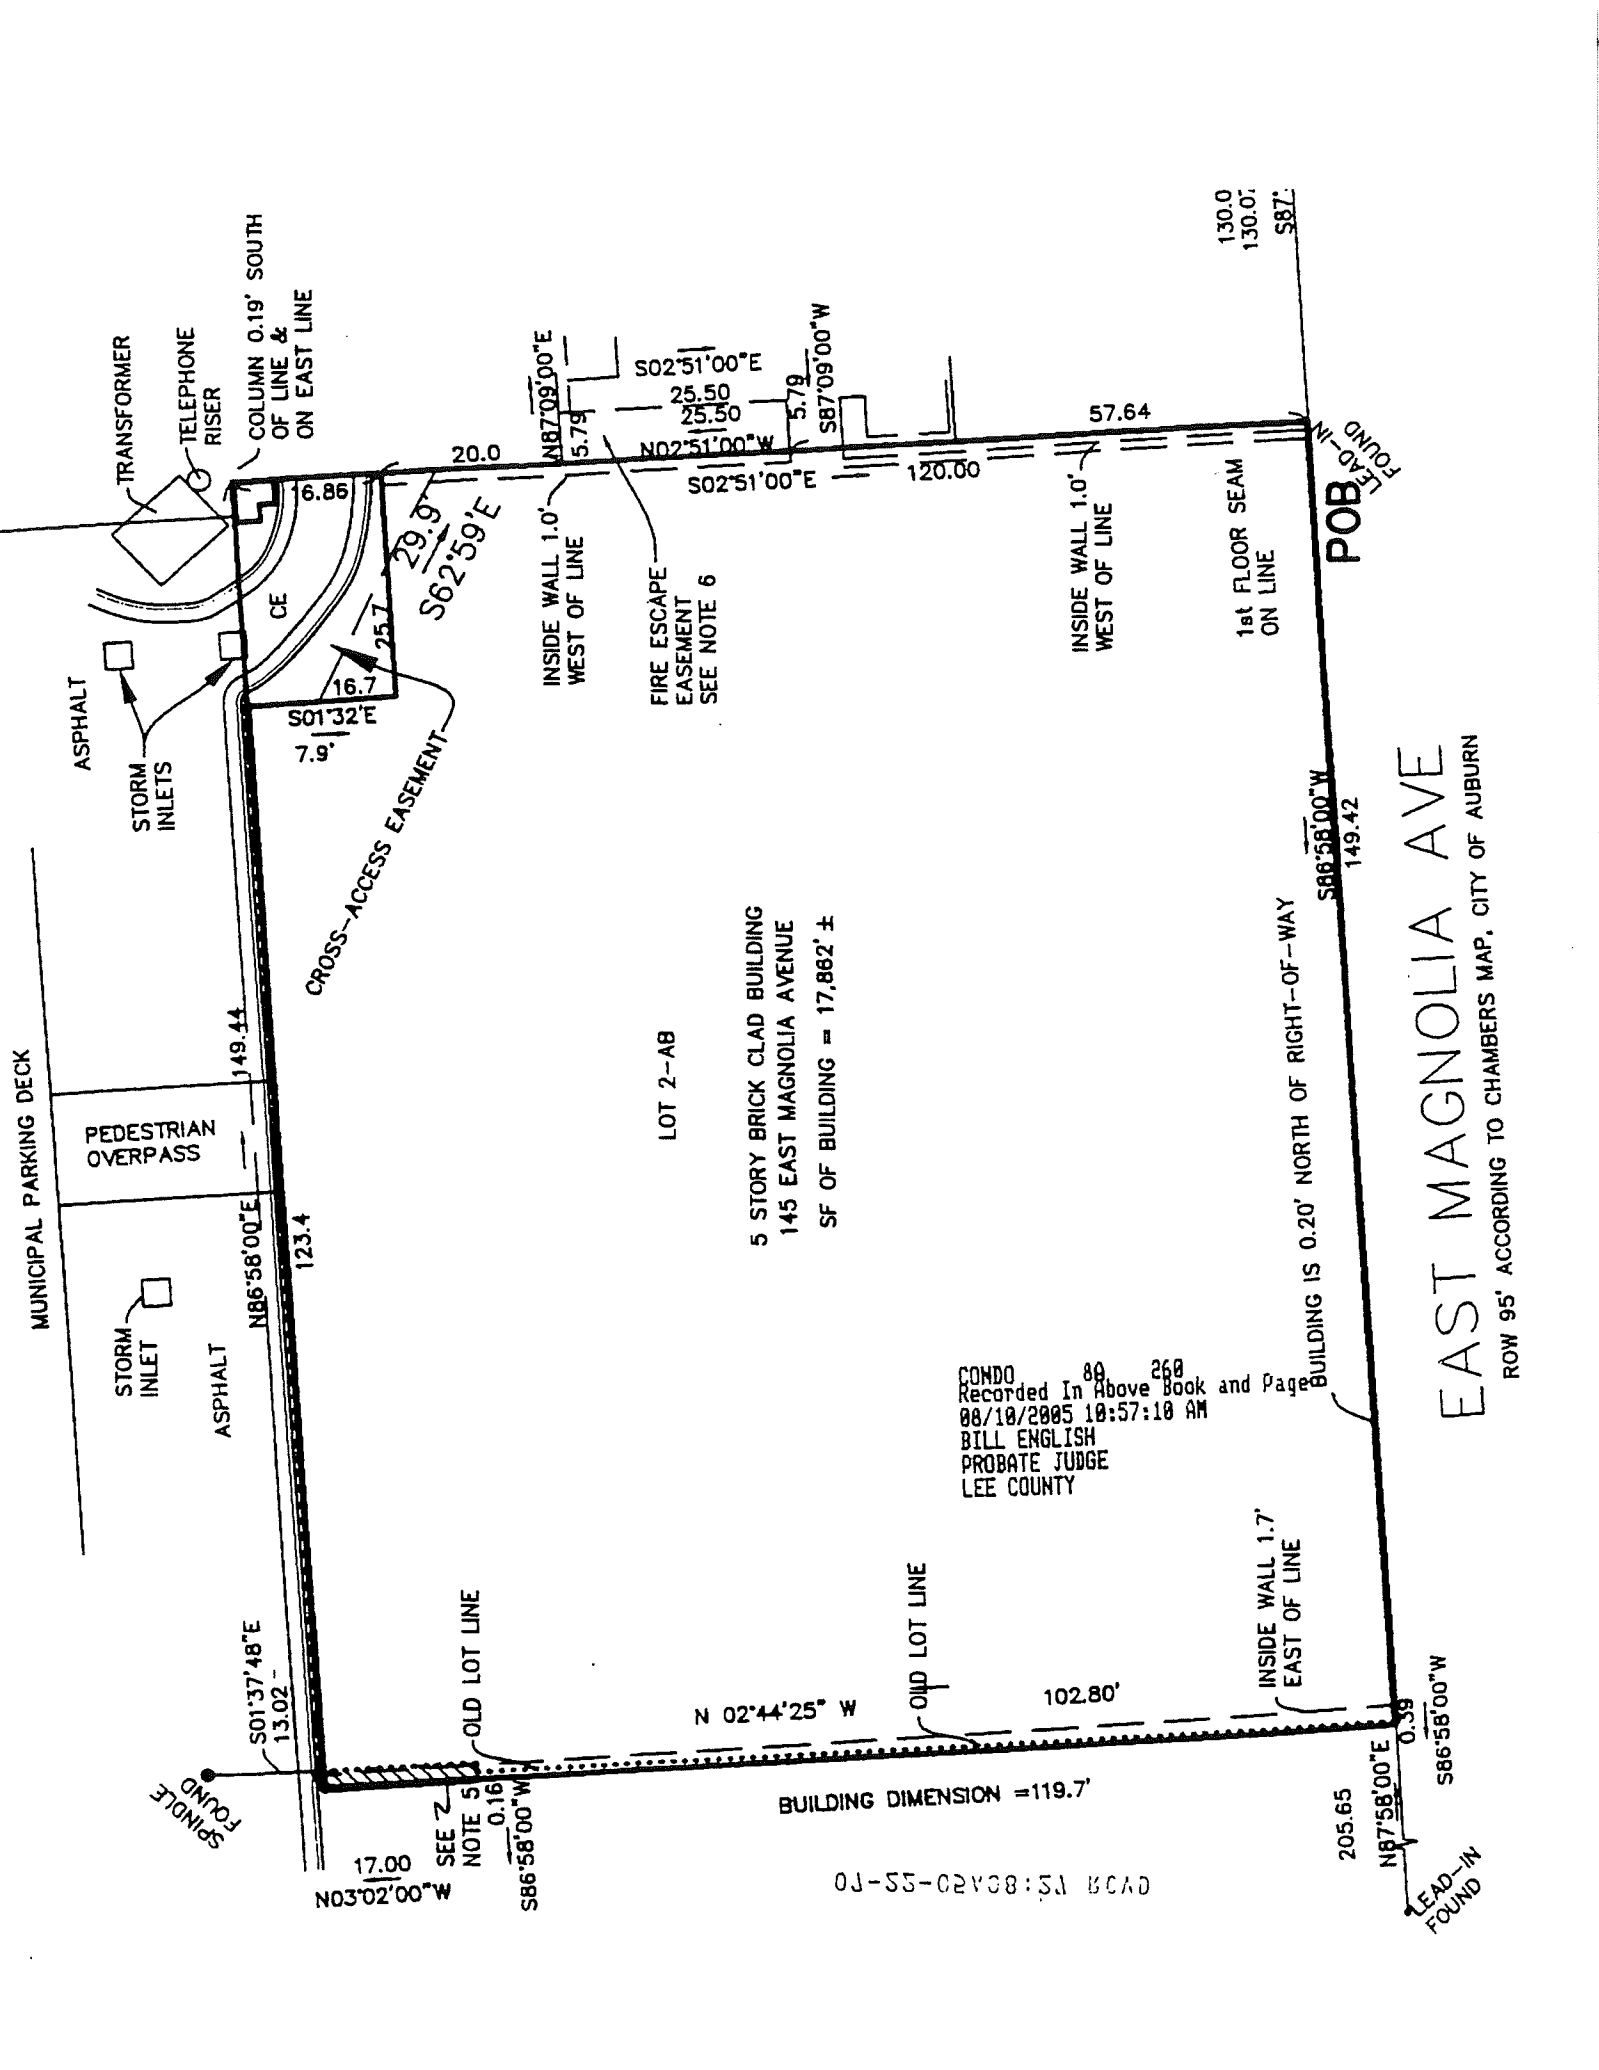 MUNICIPAL PARKING DECK
PEDESTRIAN
OVERPASS
STORM
INLET
ASPHALT
ASPHALT
STORM
INLETS
TRANSFORMER
TELEPHONE
RISER
COLUMN 0.19' SOUTH
OF LINE &
ON EAST LINE
SPINDLE
FOUND
S01°37'48"E
13.02
N86°58'00"E
149.44
123.4
CE
16.86
25.7
16.7
S01°32'E
7.9'
29.9'
S62°59'E
CROSS-ACCESS EASEMENT
20.0
N87°09'00"E
5.79
S02°51'00"E
25.50
25.50
N02°51'00"W
5.79
S87°09'00"W
S02°51'00"E
120.00
57.64
INSIDE WALL 1.0'
WEST OF LINE
FIRE ESCAPE
EASEMENT
SEE NOTE 6
INSIDE WALL 1.0'
WEST OF LINE
1st FLOOR SEAM
ON LINE
130.0
S87°
LEAD-IN
FOUND
POB
LOT 2-AB
5 STORY BRICK CLAD BUILDING
145 EAST MAGNOLIA AVENUE
SF OF BUILDING = 17,862' ±
17.00
N03°02'00"W
SEE
NOTE 5
0.16
S86°58'00"W
OLD LOT LINE
N 02°44'25" W
OLD LOT LINE
102.80'
BUILDING DIMENSION =119.7'
INSIDE WALL 1.7'
EAST OF LINE
CONDO 8A 260
Recorded In Above Book and Page
08/10/2005 10:57:10 AM
BILL ENGLISH
PROBATE JUDGE
LEE COUNTY
BUILDING IS 0.20' NORTH OF RIGHT-OF-WAY
S86°58'00"W
149.42
0.39
S86°58'00"W
205.65
N87°58'00"E
LEAD-IN
FOUND
EAST MAGNOLIA AVE
ROW 95' ACCORDING TO CHAMBERS MAP, CITY OF AUBURN